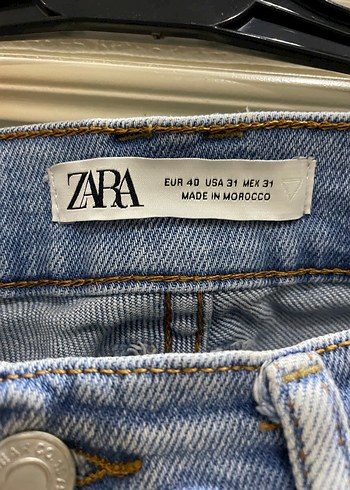 ZARA
EUR 40 USA 31 MEX 31
MADE IN MOROCCO